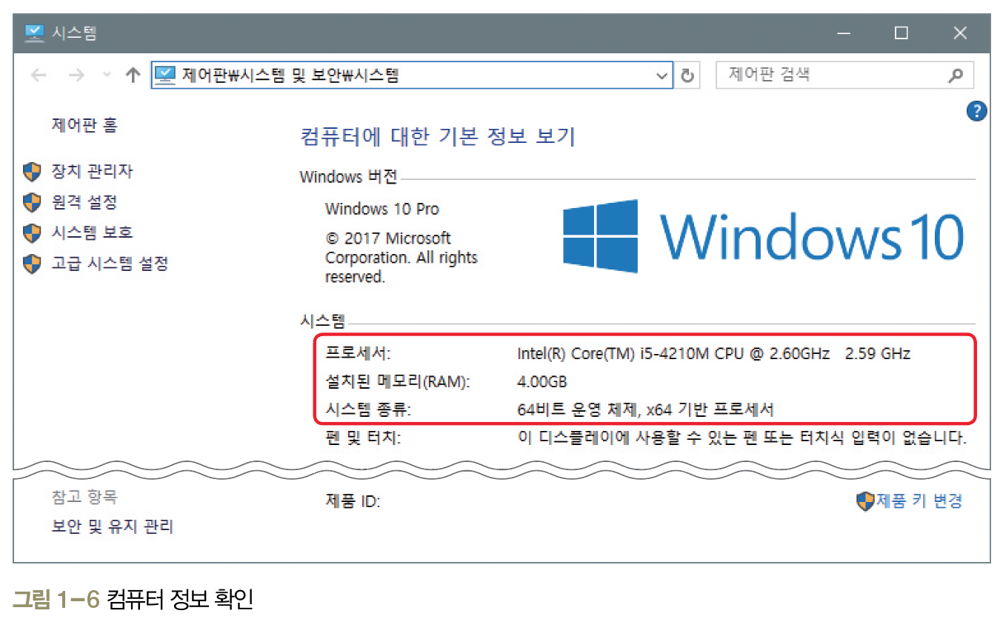 시스템
제어판₩시스템 및 보안₩시스템
제어판 검색
?
제어판 홈
장치 관리자
원격 설정
시스템 보호
고급 시스템 설정
컴퓨터에 대한 기본 정보 보기
Windows 버전
Windows 10 Pro
© 2017 Microsoft
Corporation. All rights
reserved.
Windows 10
시스템
프로세서: Intel(R) Core(TM) i5-4210M CPU @ 2.60GHz 2.59 GHz
설치된 메모리(RAM): 4.00GB
시스템 종류: 64비트 운영 체제, x64 기반 프로세서
펜 및 터치: 이 디스플레이에 사용할 수 있는 펜 또는 터치식 입력이 없습니다.
참고 항목
보안 및 유지 관리
제품 ID:
제품 키 변경
그림 1-6 컴퓨터 정보 확인